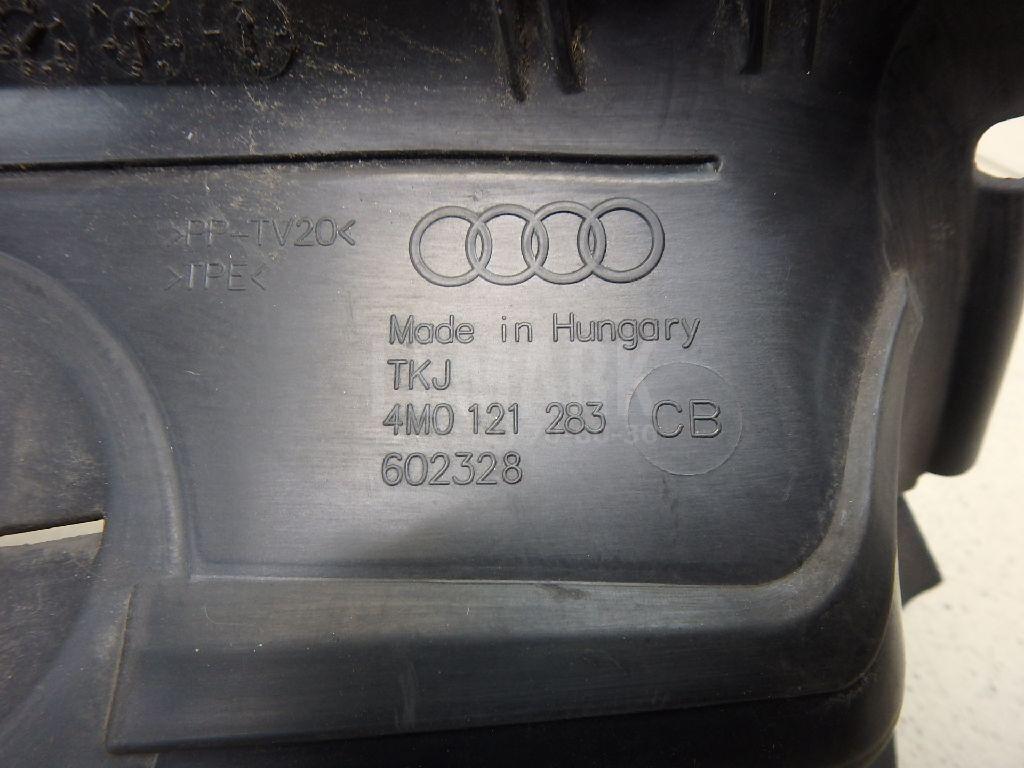 >PP-TV20<
>TPE<
Made in Hungary
TKJ
4M0 121 283 CB
602328